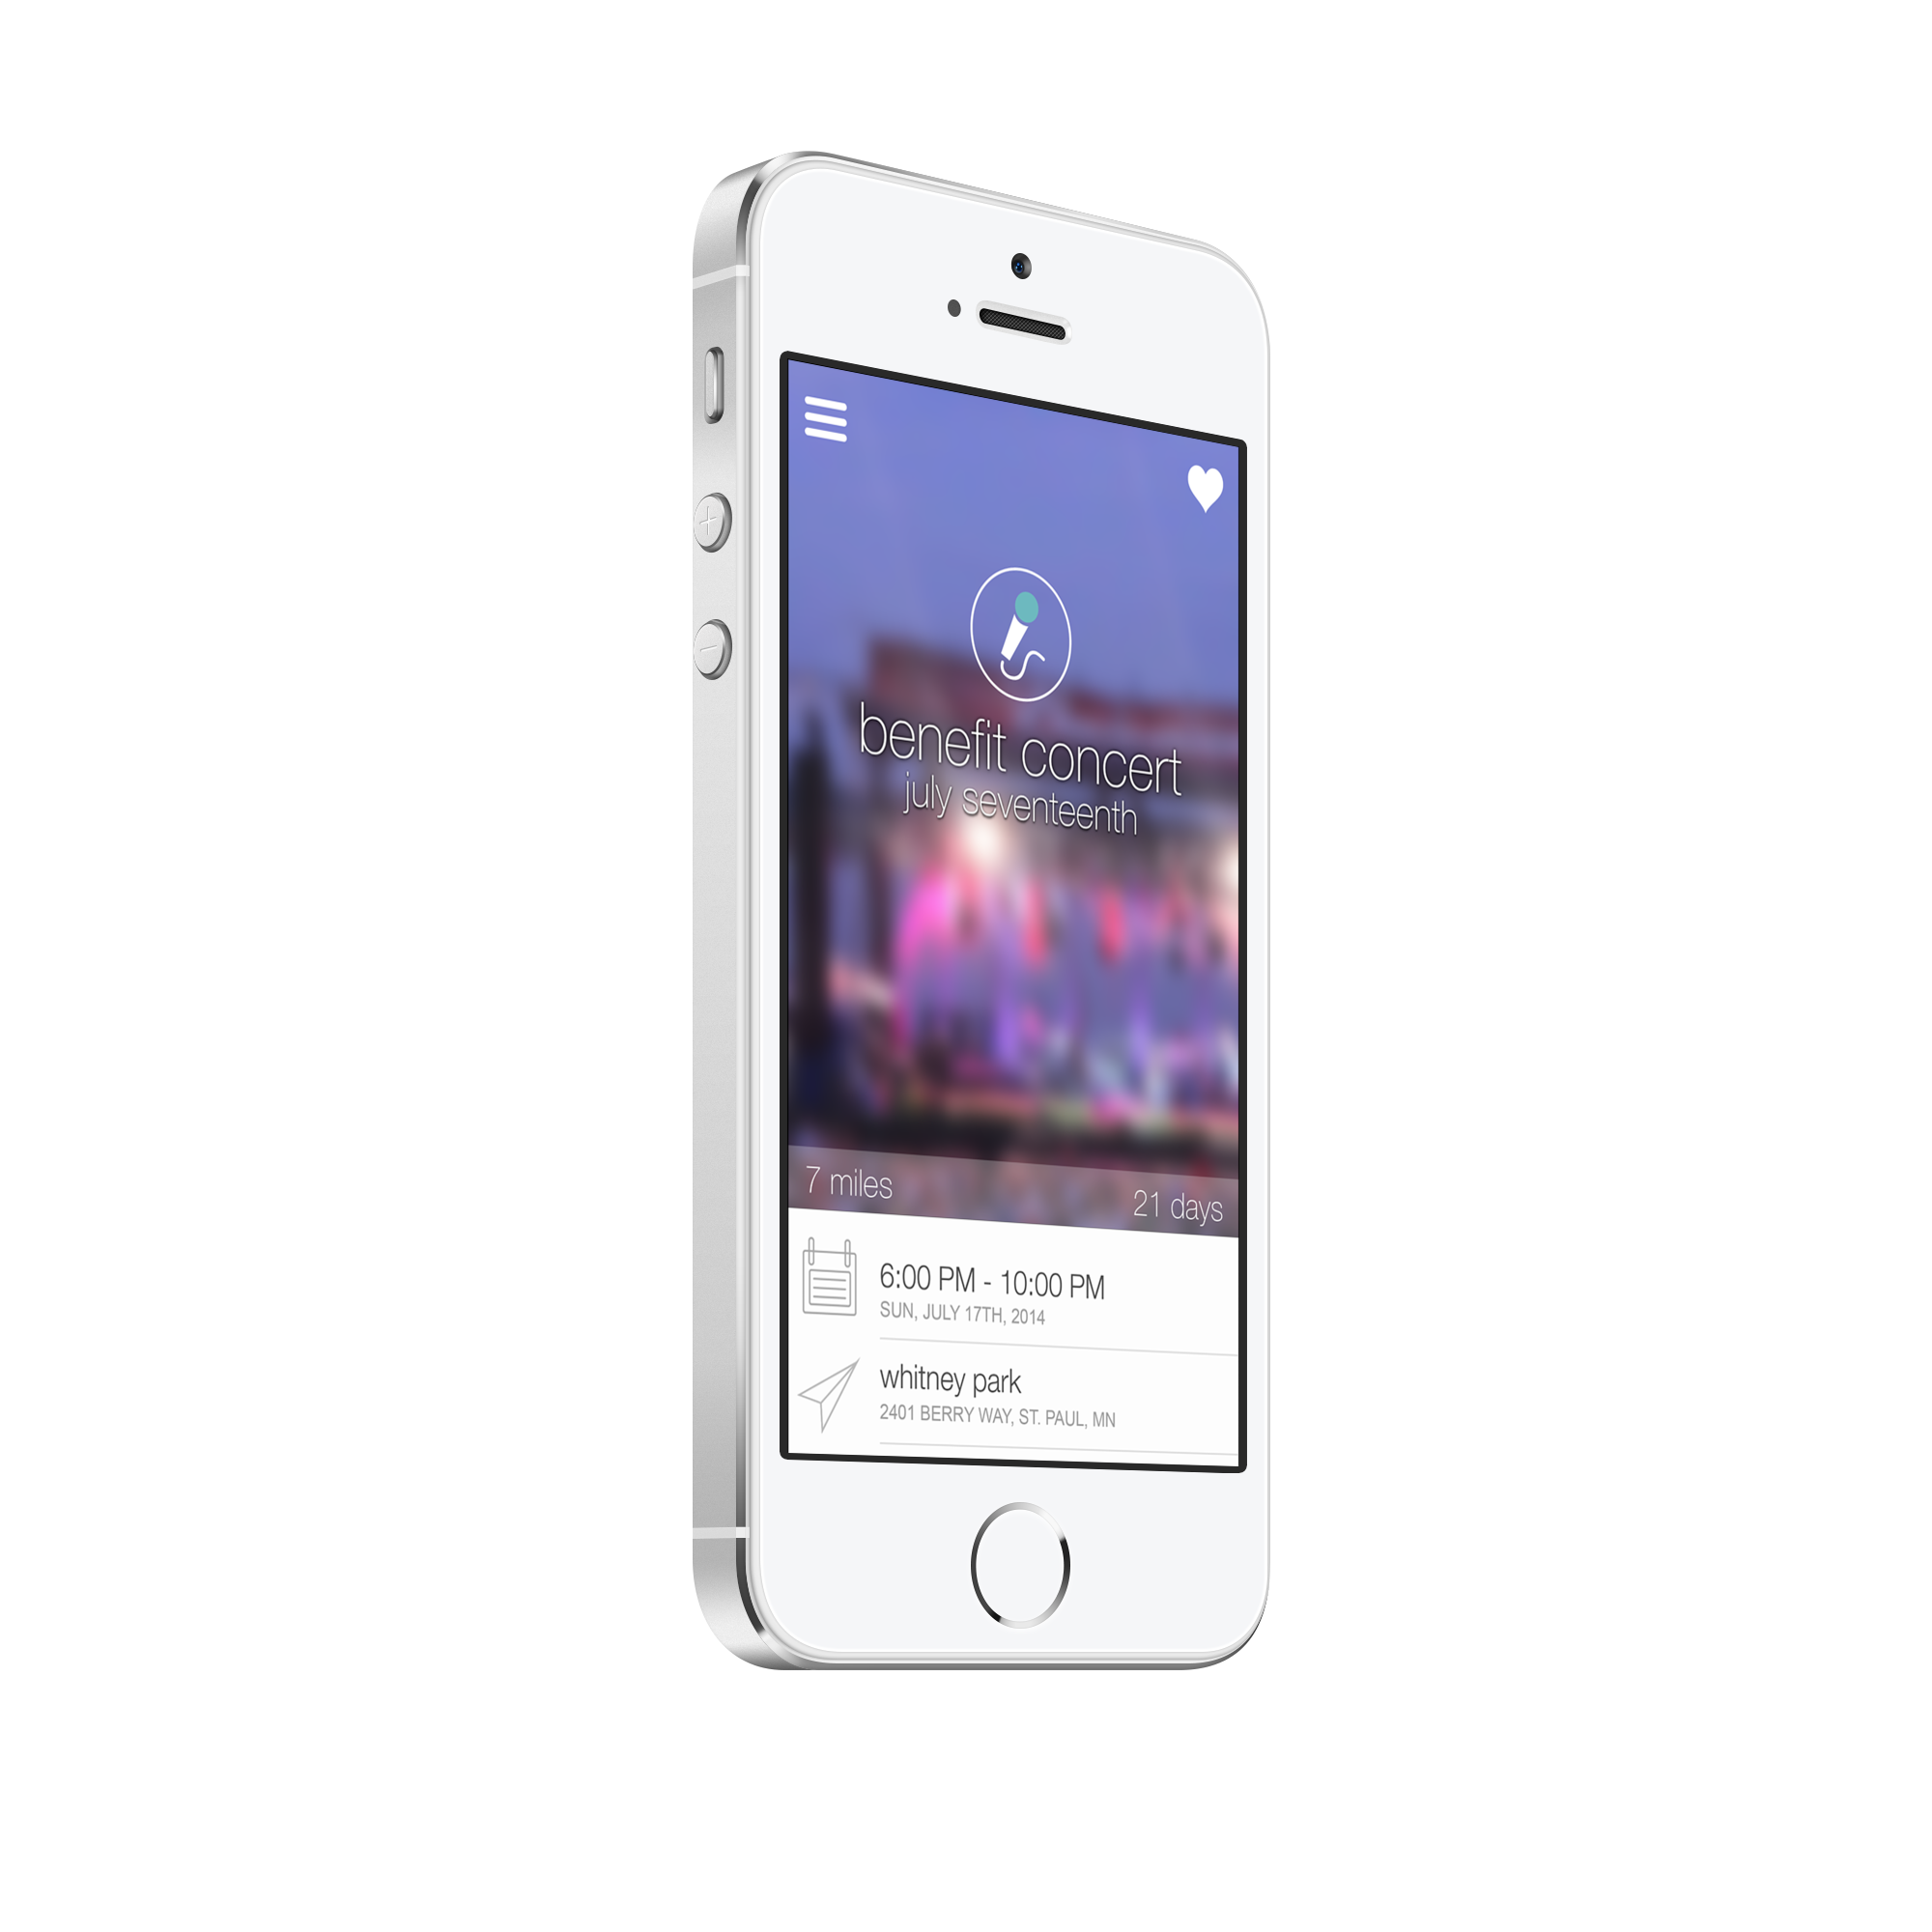 benefit concert
july seventeenth
7 miles
21 days
6:00 PM - 10:00 PM
SUN, JULY 17TH, 2014
whitney park
2401 BERRY WAY, ST. PAUL, MN